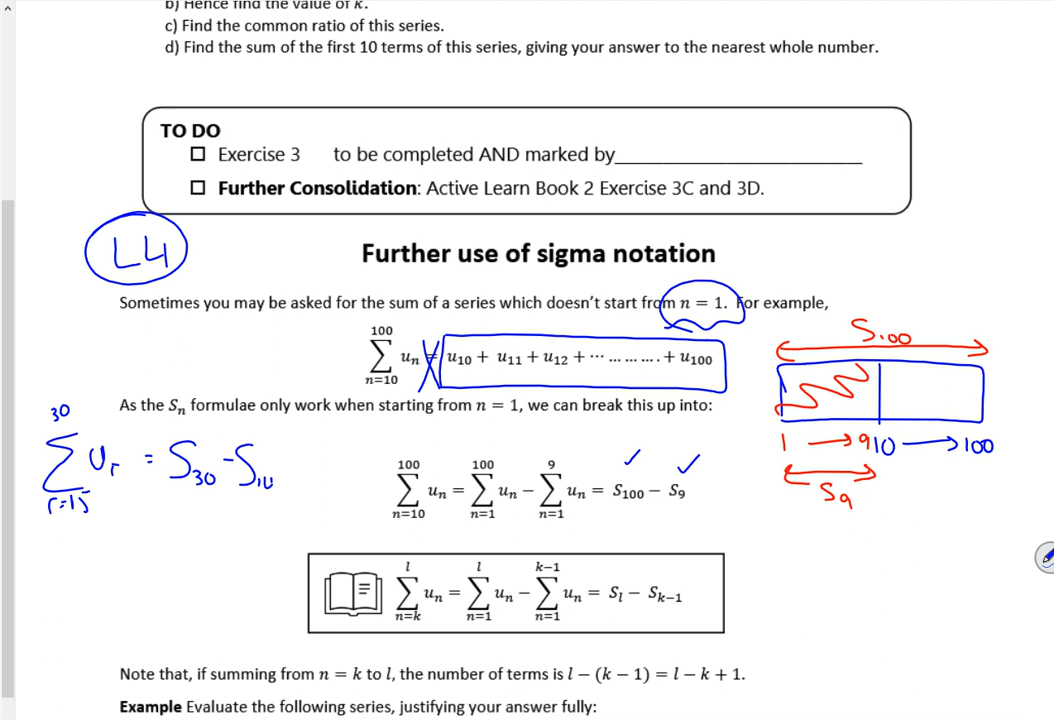 b) Hence find the value of k.
c) Find the common ratio of this series.
d) Find the sum of the first 10 terms of this series, giving your answer to the nearest whole number.
TO DO
☐ Exercise 3 to be completed AND marked by____________________
☐ Further Consolidation: Active Learn Book 2 Exercise 3C and 3D.
L4
Further use of sigma notation
Sometimes you may be asked for the sum of a series which doesn't start from n = 1. For example,
∑_{n=10}^{100} uₙ = u₁₀ + u₁₁ + u₁₂ + ⋯ … … … . + u₁₀₀
S₁₀₀
As the Sₙ formulae only work when starting from n = 1, we can break this up into:
1 → 9 10 → 100
S₉
∑_{r=15}^{30} uᵣ = S₃₀ - S₁₄
∑_{n=10}^{100} uₙ = ∑_{n=1}^{100} uₙ − ∑_{n=1}^{9} uₙ = S₁₀₀ − S₉
∑_{n=k}^{l} uₙ = ∑_{n=1}^{l} uₙ − ∑_{n=1}^{k−1} uₙ = S_l − S_{k−1}
Note that, if summing from n = k to l, the number of terms is l − (k − 1) = l − k + 1.
Example Evaluate the following series, justifying your answer fully: